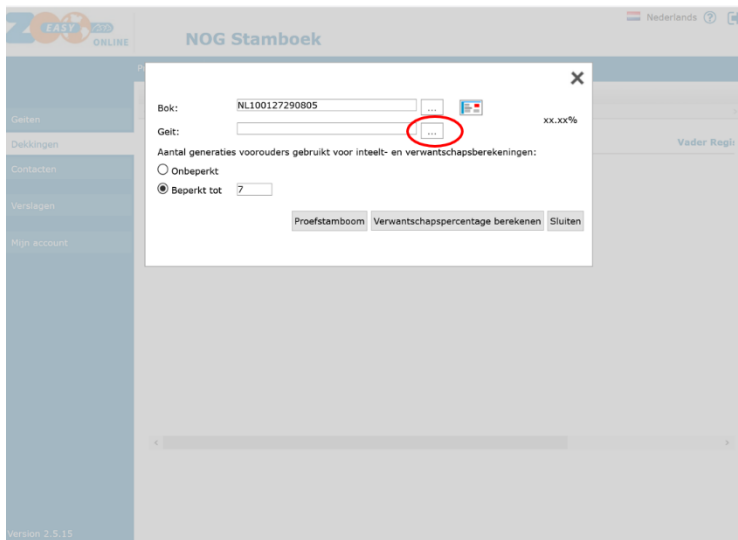 EASY
ONLINE
NOG Stamboek
Nederlands ?
Bok: NL100127290805 ...
xx.xx%
Geit: ...
Aantal generaties voorouders gebruikt voor inteelt- en verwantschapsberekeningen:
Onbeperkt
Beperkt tot 7
Proefstamboom Verwantschapspercentage berekenen Sluiten
Geiten
Dekkingen
Vader Regi
Contacten
Verslagen
Mijn account
Version 2.5.15